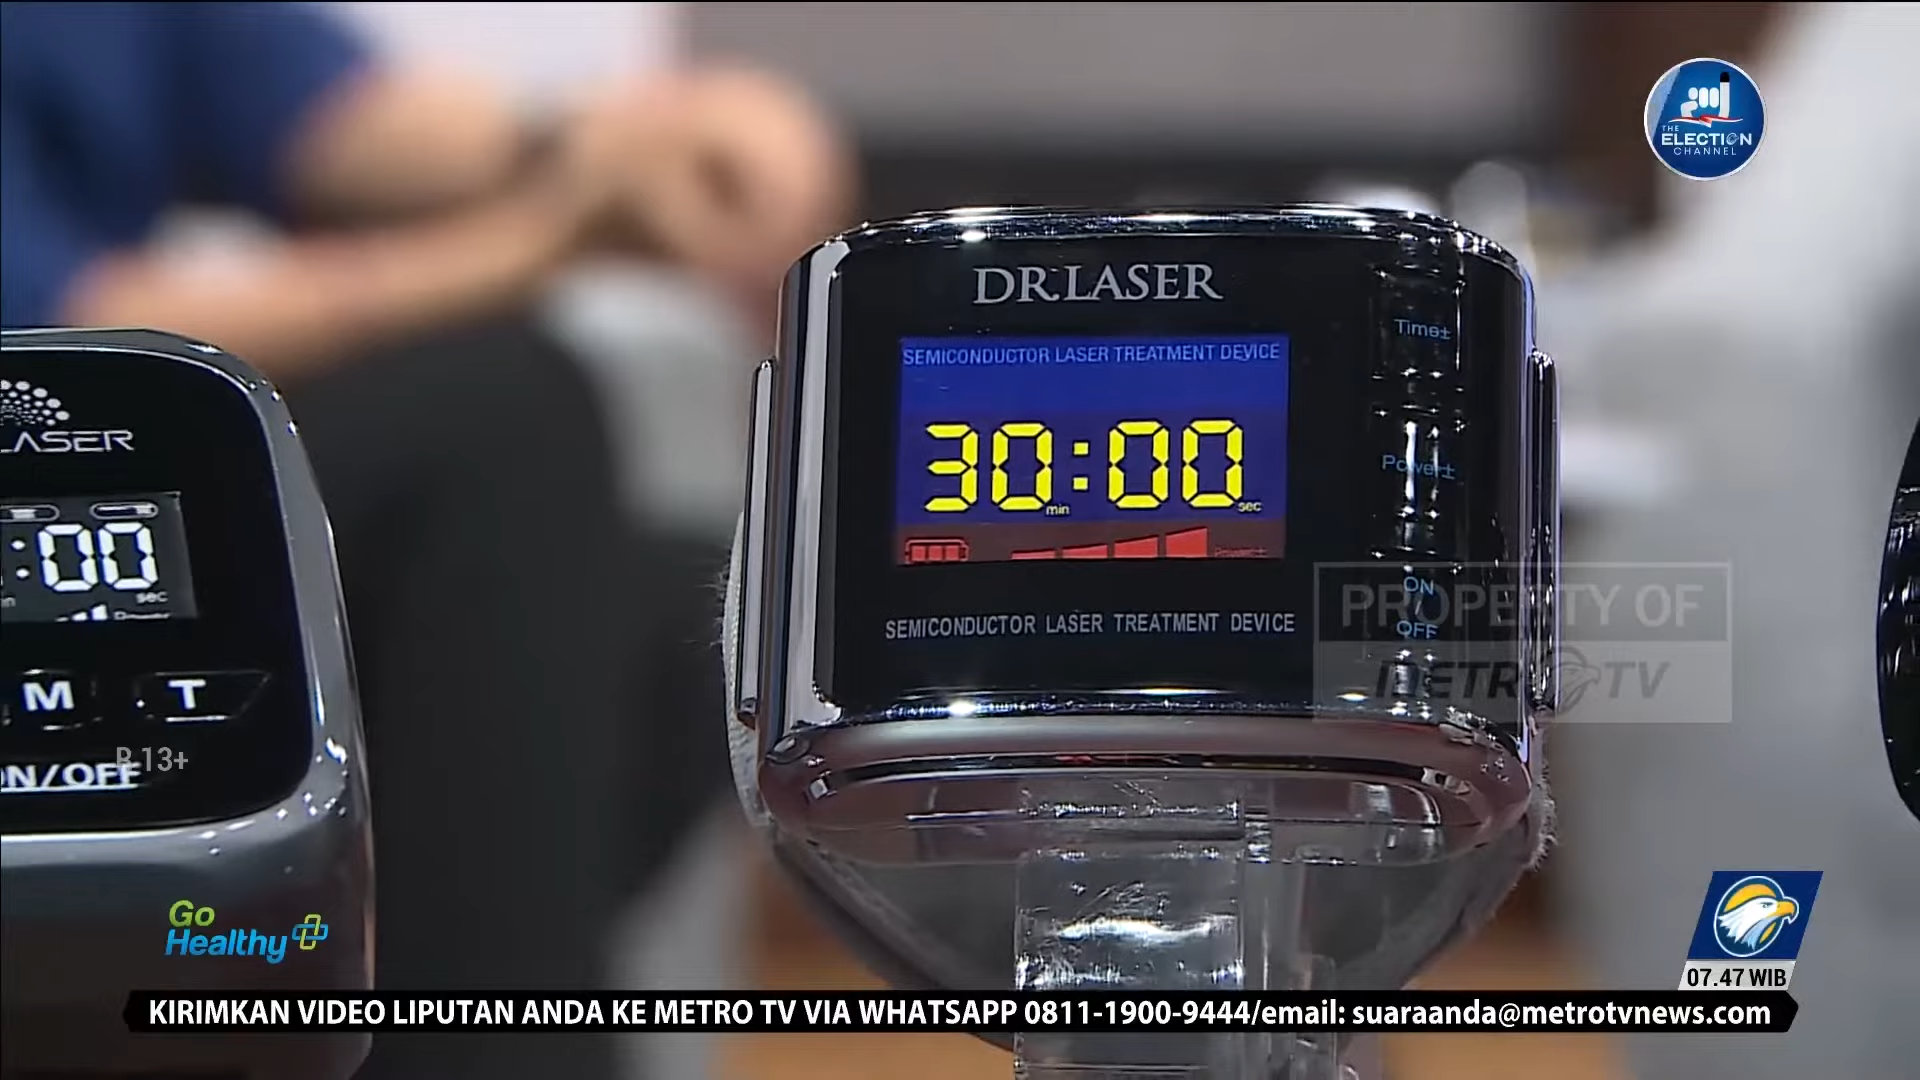 THE
ELECTION
CHANNEL
DR.LASER
SEMICONDUCTOR LASER TREATMENT DEVICE
30:00
min
sec
Power±
SEMICONDUCTOR LASER TREATMENT DEVICE
Time±
Power±
ON
/
OFF
LASER
:00
sec
Power
M
T
ON/OFF
R 13+
PROPERTY OF
METRO TV
Go
Healthy
07.47 WIB
KIRIMKAN VIDEO LIPUTAN ANDA KE METRO TV VIA WHATSAPP 0811-1900-9444/email: suaraanda@metrotvnews.com